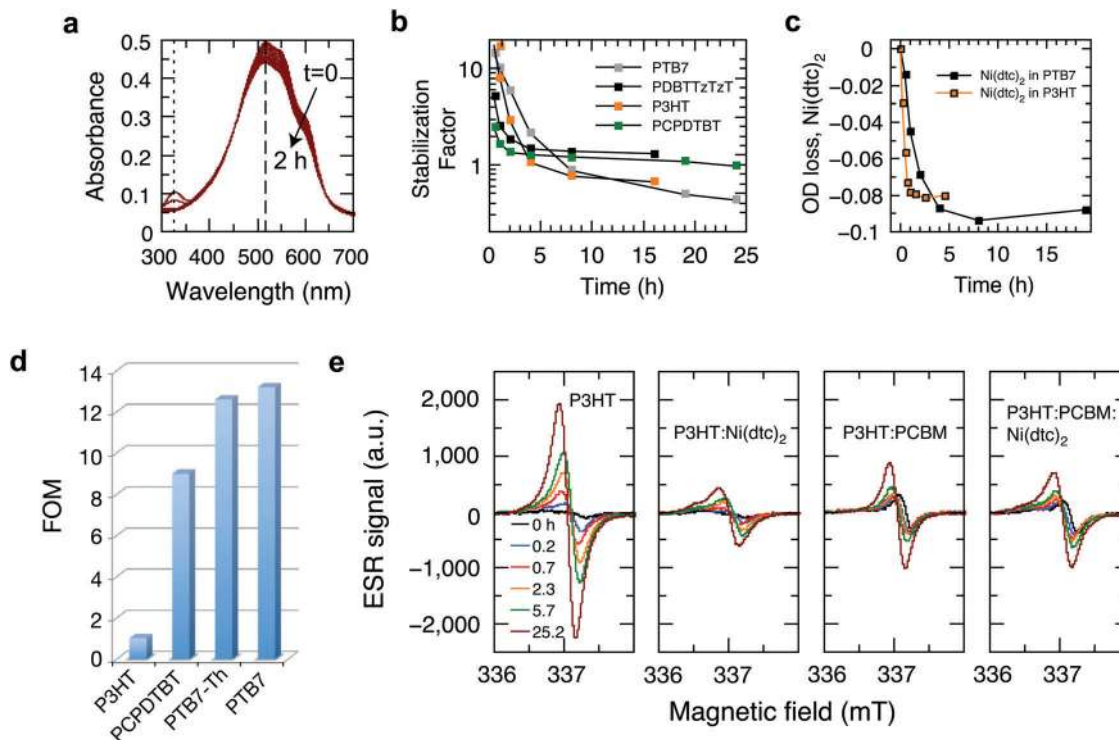 a
0.5
0.4
0.3
0.2
0.1
0
Absorbance
t=0
2 h
300 400 500 600 700
Wavelength (nm)
b
10
1
Stabilization
Factor
PTB7
PDBTTzTzT
P3HT
PCPDTBT
0 5 10 15 20 25
Time (h)
c
0
−0.02
−0.04
−0.06
−0.08
−0.1
OD loss, Ni(dtc)₂
Ni(dtc)₂ in PTB7
Ni(dtc)₂ in P3HT
0 5 10 15
Time (h)
d
14
12
10
8
6
4
2
0
FOM
P3HT
PCPDTBT
PTB7-Th
PTB7
e
2,000
1,000
0
−1,000
−2,000
ESR signal (a.u.)
P3HT
0 h
0.2
0.7
2.3
5.7
25.2
P3HT:Ni(dtc)₂
P3HT:PCBM
P3HT:PCBM:
Ni(dtc)₂
336 337 336 337 336 337 336 337
Magnetic field (mT)